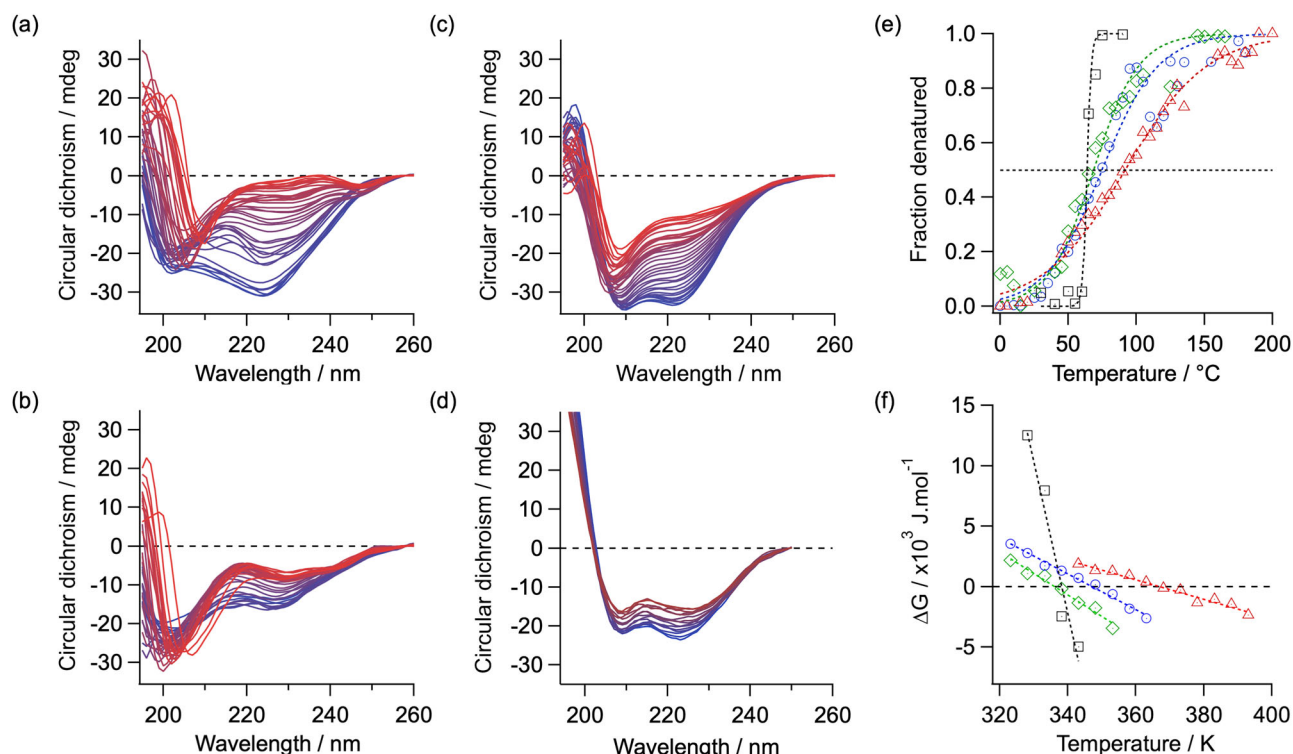 (a)
30
20
10
0
-10
-20
-30
Circular dichroism / mdeg
200 220 240 260
Wavelength / nm
(b)
30
20
10
0
-10
-20
-30
Circular dichroism / mdeg
200 220 240 260
Wavelength / nm
(c)
30
20
10
0
-10
-20
-30
Circular dichroism / mdeg
200 220 240 260
Wavelength / nm
(d)
30
20
10
0
-10
-20
-30
Circular dichroism / mdeg
200 220 240 260
Wavelength / nm
(e)
1.0
0.8
0.6
0.4
0.2
0.0
Fraction denatured
0 50 100 150 200
Temperature / °C
(f)
15
10
5
0
-5
ΔG / x10³ J.mol⁻¹
320 340 360 380 400
Temperature / K